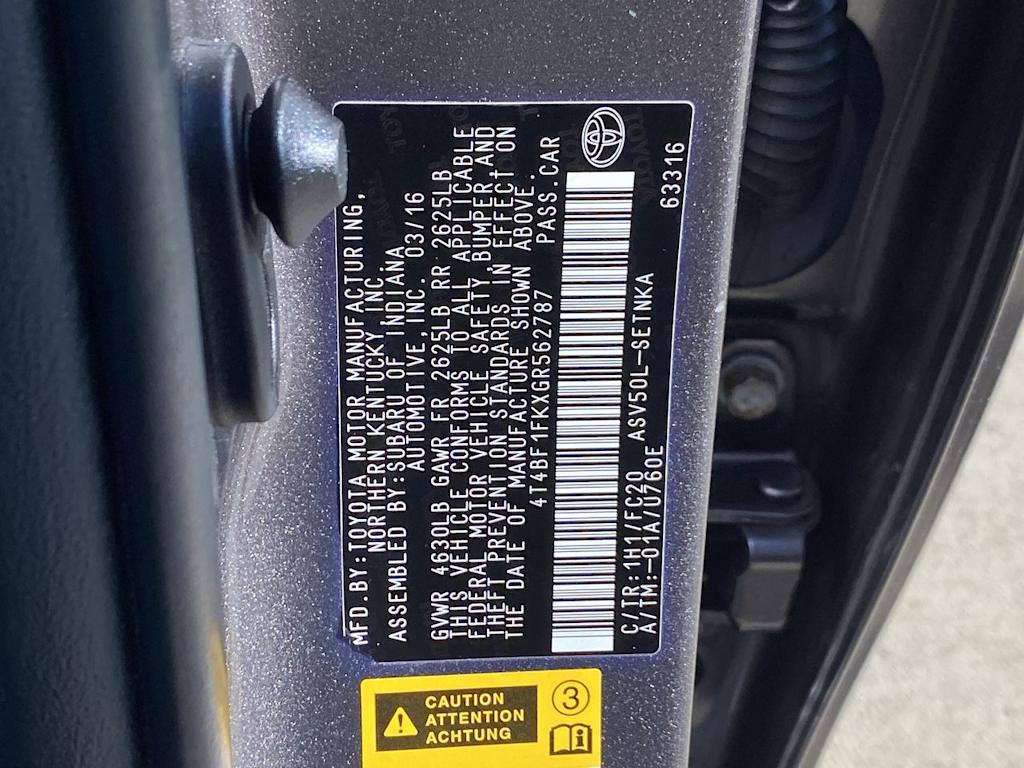 MFD.BY:TOYOTA MOTOR MANUFACTURING,
NORTHERN KENTUCKY INC.
ASSEMBLED BY:SUBARU OF INDIANA
AUTOMOTIVE,INC. 03/16
GVWR 4630LB GAWR FR 2625LB RR 2625LB
THIS VEHICLE CONFORMS TO ALL APPLICABLE
FEDERAL MOTOR VEHICLE SAFETY,BUMPER,AND
THEFT PREVENTION STANDARDS IN EFFECT ON
THE DATE OF MANUFACTURE SHOWN ABOVE.
4T4BF1FKXGR562787 PASS.CAR
C/TR:1H1/FC20 ASV50L-SETNKA
A/TM:-01A/U760E
63316
TOYOTA
CAUTION
ATTENTION
ACHTUNG
3